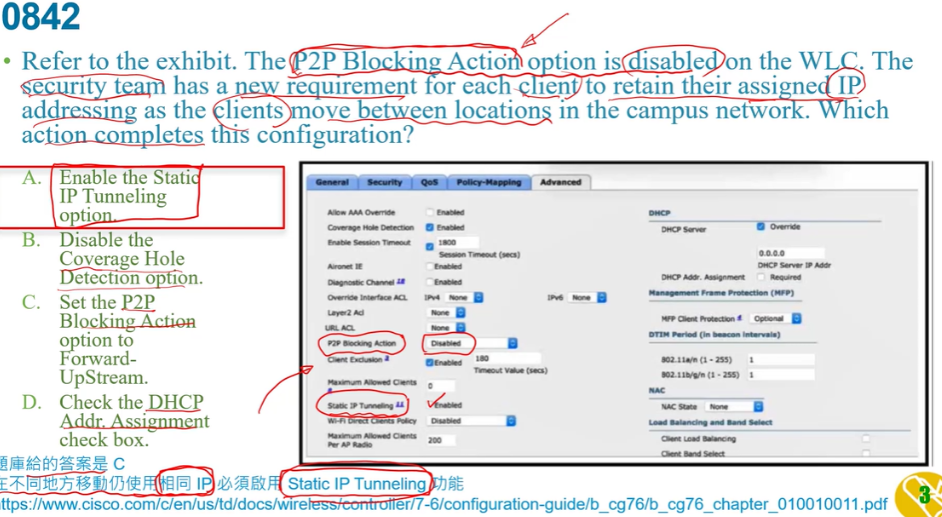 0842
• Refer to the exhibit. The P2P Blocking Action option is disabled on the WLC. The
security team has a new requirement for each client to retain their assigned IP
addressing as the clients move between locations in the campus network. Which
action completes this configuration?
A. Enable the Static
IP Tunneling
option.
B. Disable the
Coverage Hole
Detection option.
C. Set the P2P
Blocking Action
option to
Forward-
UpStream.
D. Check the DHCP
Addr. Assignment
check box.
General Security QoS Policy-Mapping Advanced
Allow AAA Override Enabled
Coverage Hole Detection Enabled
Enable Session Timeout 1800
Session Timeout (secs)
Aironet IE Enabled
Diagnostic Channel 18 Enabled
Override Interface ACL IPv4 None IPv6 None
Layer2 Acl None
URL ACL None
P2P Blocking Action Disabled
Client Exclusion 3 Enabled 180
Timeout Value (secs)
Maximum Allowed Clients
0
Static IP Tunneling 11 Enabled
Wi-Fi Direct Clients Policy Disabled
Maximum Allowed Clients
Per AP Radio 200
DHCP
DHCP Server Override
0.0.0.0
DHCP Server IP Addr
DHCP Addr. Assignment Required
Management Frame Protection (MFP)
MFP Client Protection 4 Optional
DTIM Period (in beacon intervals)
802.11a/n (1 - 255) 1
802.11b/g/n (1 - 255) 1
NAC
NAC State None
Load Balancing and Band Select
Client Load Balancing
Client Band Select
題庫給的答案是 C
在不同地方移動仍使用相同 IP 必須啟用 Static IP Tunneling 功能
ttps://www.cisco.com/c/en/us/td/docs/wireless/controller/7-6/configuration-guide/b_cg76/b_cg76_chapter_010010011.pdf
3